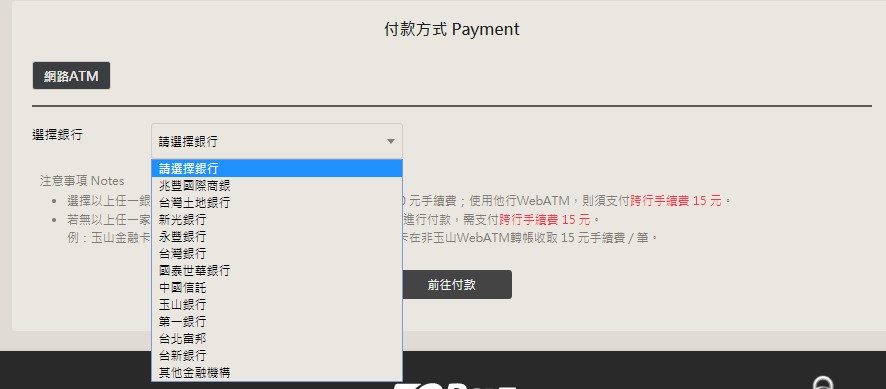 付款方式 Payment
網路ATM
選擇銀行
請選擇銀行
請選擇銀行
兆豐國際商銀
台灣土地銀行
新光銀行
永豐銀行
台灣銀行
國泰世華銀行
中國信託
玉山銀行
第一銀行
台北富邦
台新銀行
其他金融機構
注意事項 Notes
選擇以上任一銀 0 元手續費；使用他行WebATM，則須支付跨行手續費 15 元。
若無以上任一家 進行付款，需支付跨行手續費 15 元。
例：玉山金融卡 卡在非玉山WebATM轉帳收取 15 元手續費 / 筆。
前往付款